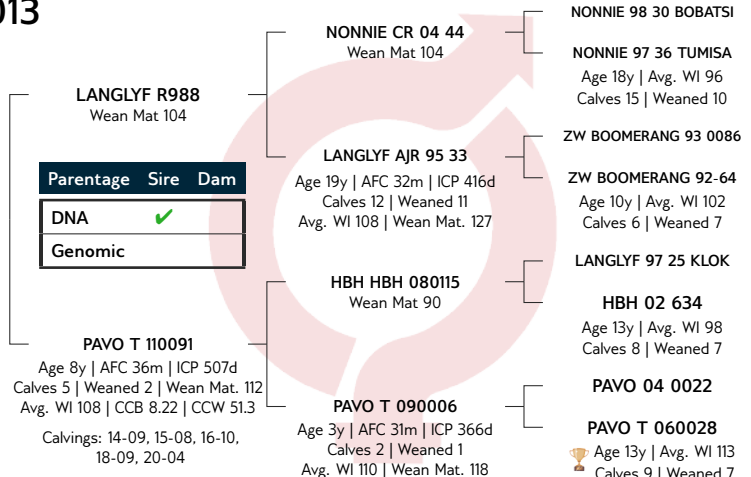 013
LANGLYF R988
Wean Mat 104
Parentage Sire Dam
DNA ✔
Genomic
PAVO T 110091
Age 8y | AFC 36m | ICP 507d
Calves 5 | Weaned 2 | Wean Mat. 112
Avg. WI 108 | CCB 8.22 | CCW 51.3
Calvings: 14-09, 15-08, 16-10,
18-09, 20-04
NONNIE CR 04 44
Wean Mat 104
LANGLYF AJR 95 33
Age 19y | AFC 32m | ICP 416d
Calves 12 | Weaned 11
Avg. WI 108 | Wean Mat. 127
HBH HBH 080115
Wean Mat 90
PAVO T 090006
Age 3y | AFC 31m | ICP 366d
Calves 2 | Weaned 1
Avg. WI 110 | Wean Mat. 118
NONNIE 98 30 BOBATSI
NONNIE 97 36 TUMISA
Age 18y | Avg. WI 96
Calves 15 | Weaned 10
ZW BOOMERANG 93 0086
ZW BOOMERANG 92-64
Age 10y | Avg. WI 102
Calves 6 | Weaned 7
LANGLYF 97 25 KLOK
HBH 02 634
Age 13y | Avg. WI 98
Calves 8 | Weaned 7
PAVO 04 0022
PAVO T 060028
Age 13y | Avg. WI 113
Calves 9 | Weaned 7